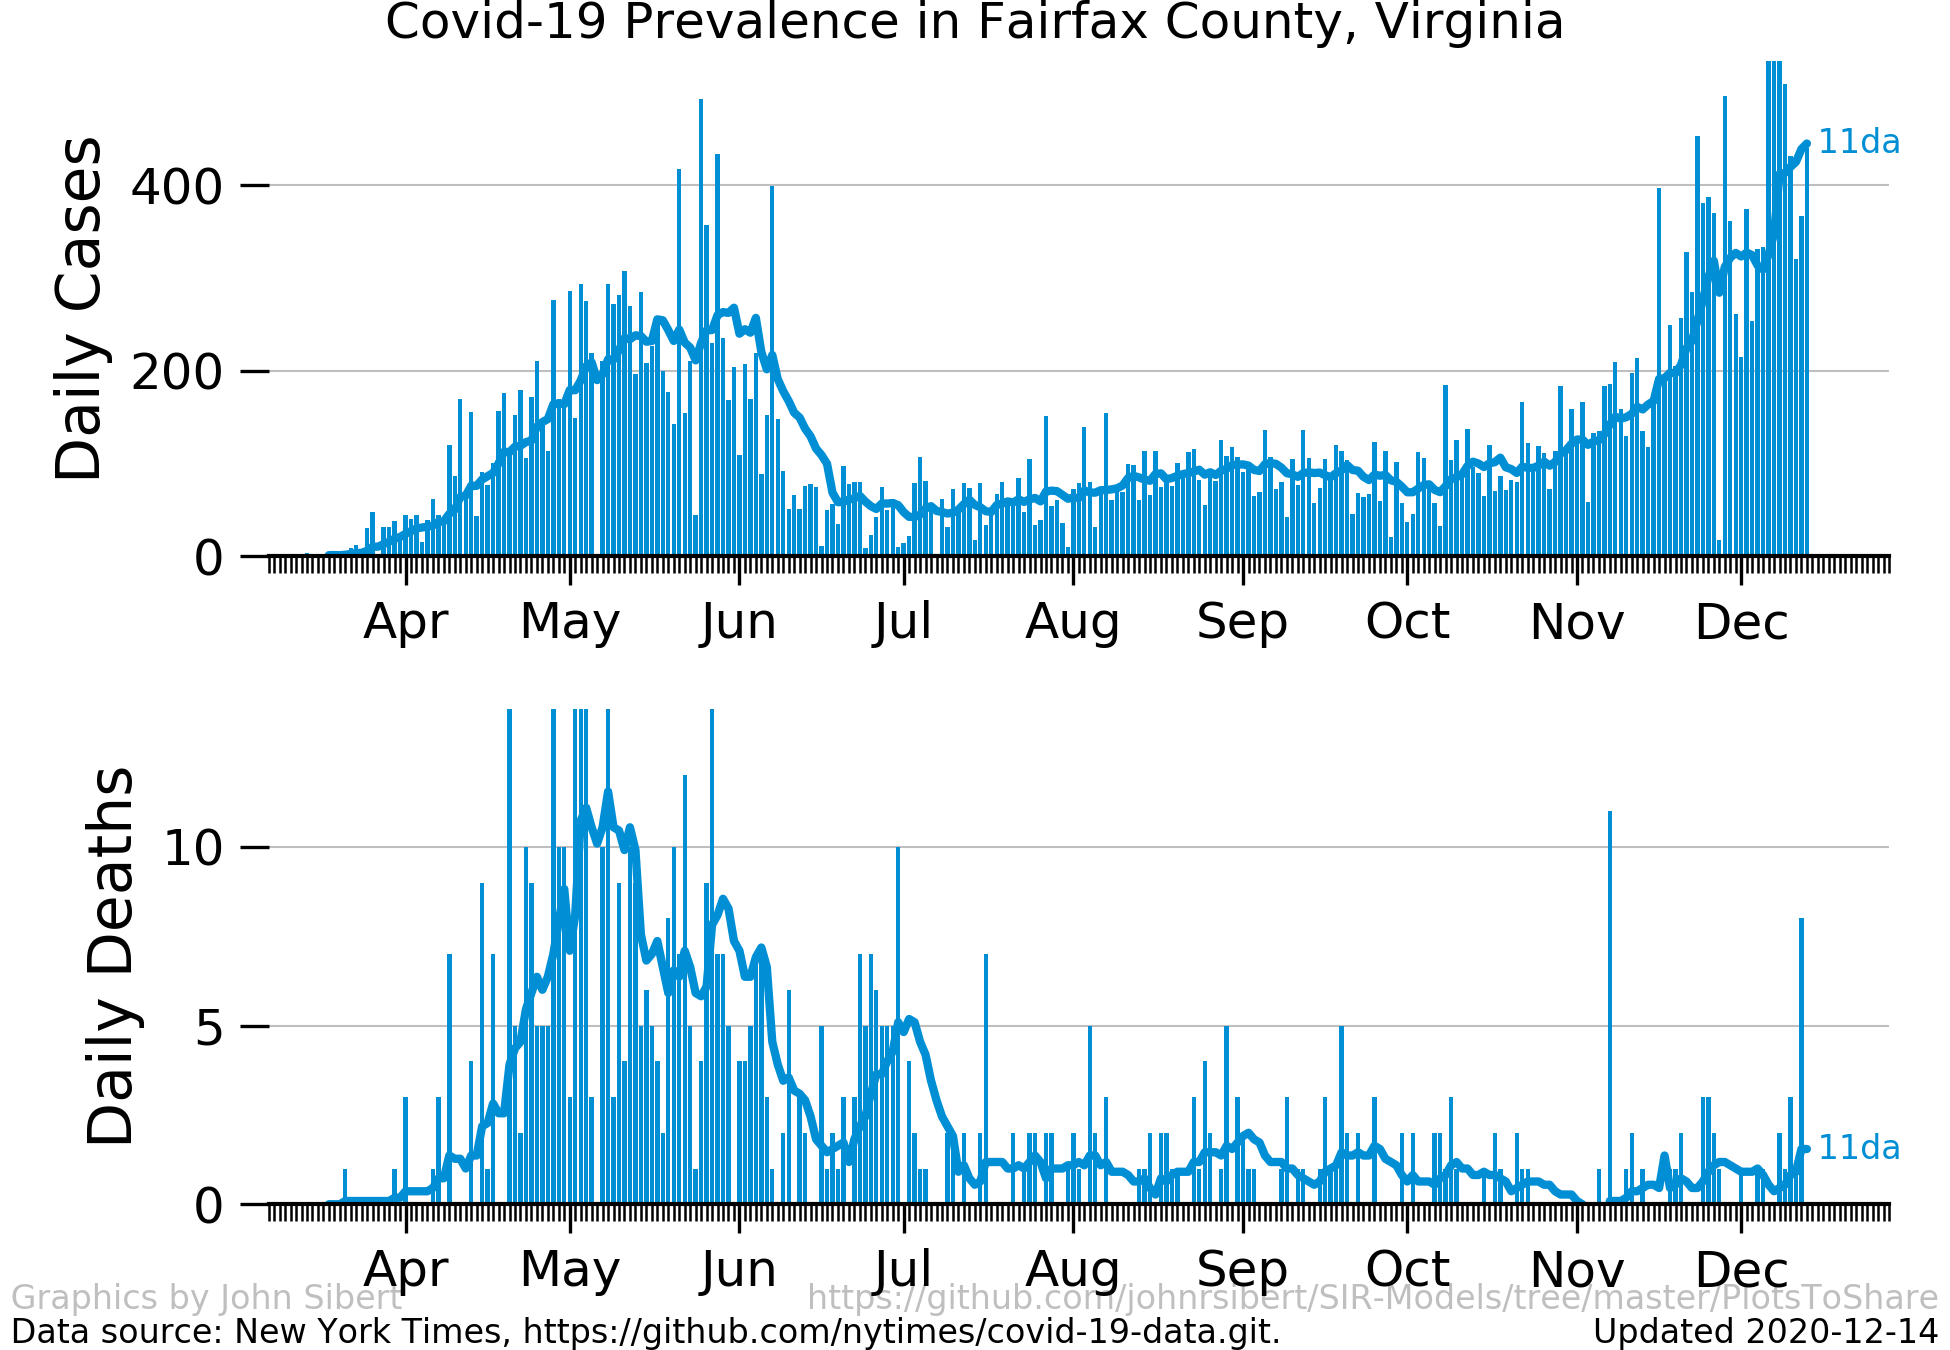 Covid-19 Prevalence in Fairfax County, Virginia
Daily Cases
400
200
0
11da
Apr May Jun Jul Aug Sep Oct Nov Dec
Daily Deaths
10
5
0
11da
Apr May Jun Jul Aug Sep Oct Nov Dec
Graphics by John Sibert https://github.com/johnrsibert/SIR-Models/tree/master/PlotsToShare
Data source: New York Times, https://github.com/nytimes/covid-19-data.git. Updated 2020-12-14